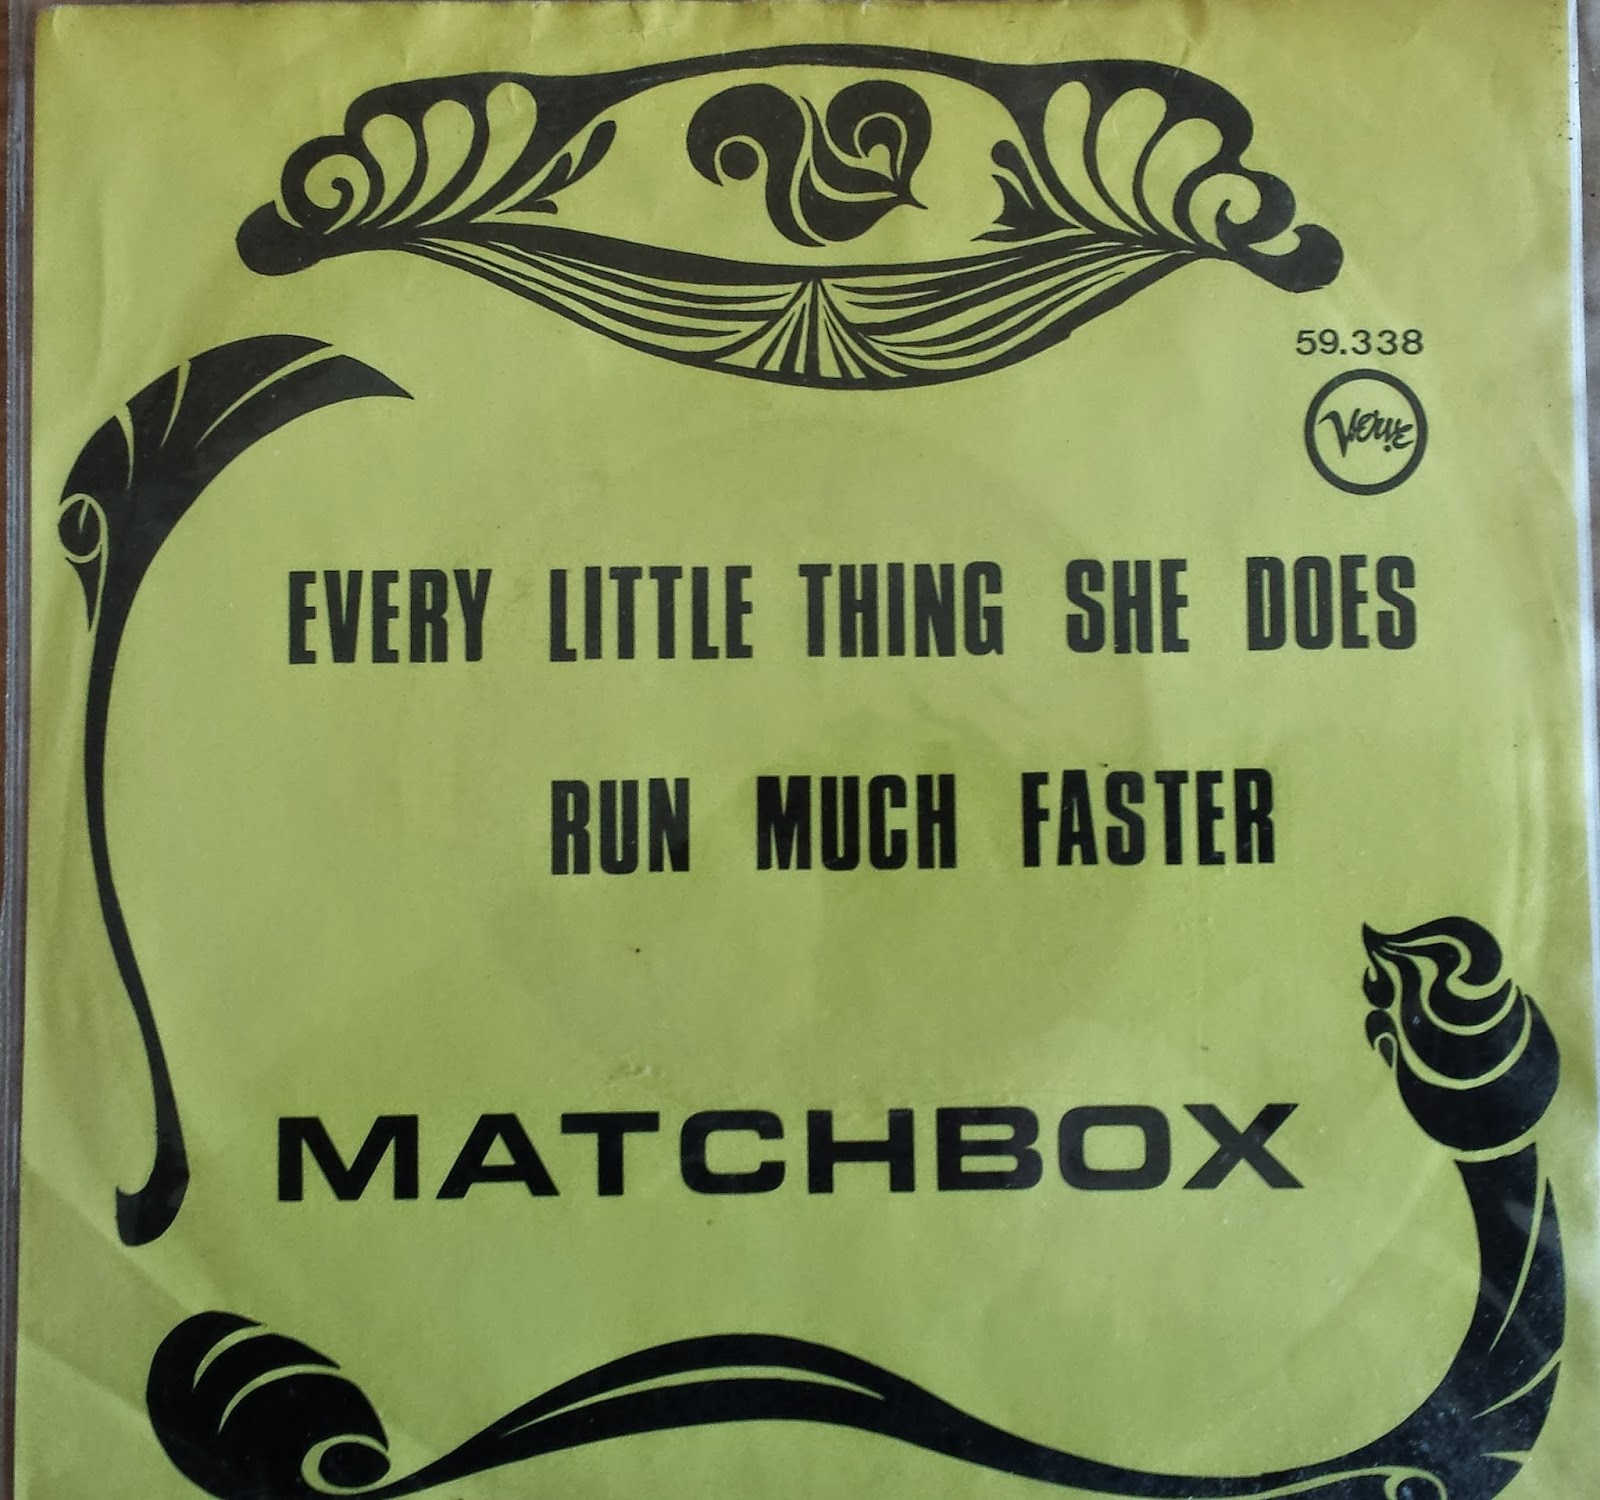 59.338
Verve
EVERY LITTLE THING SHE DOES
RUN MUCH FASTER
MATCHBOX